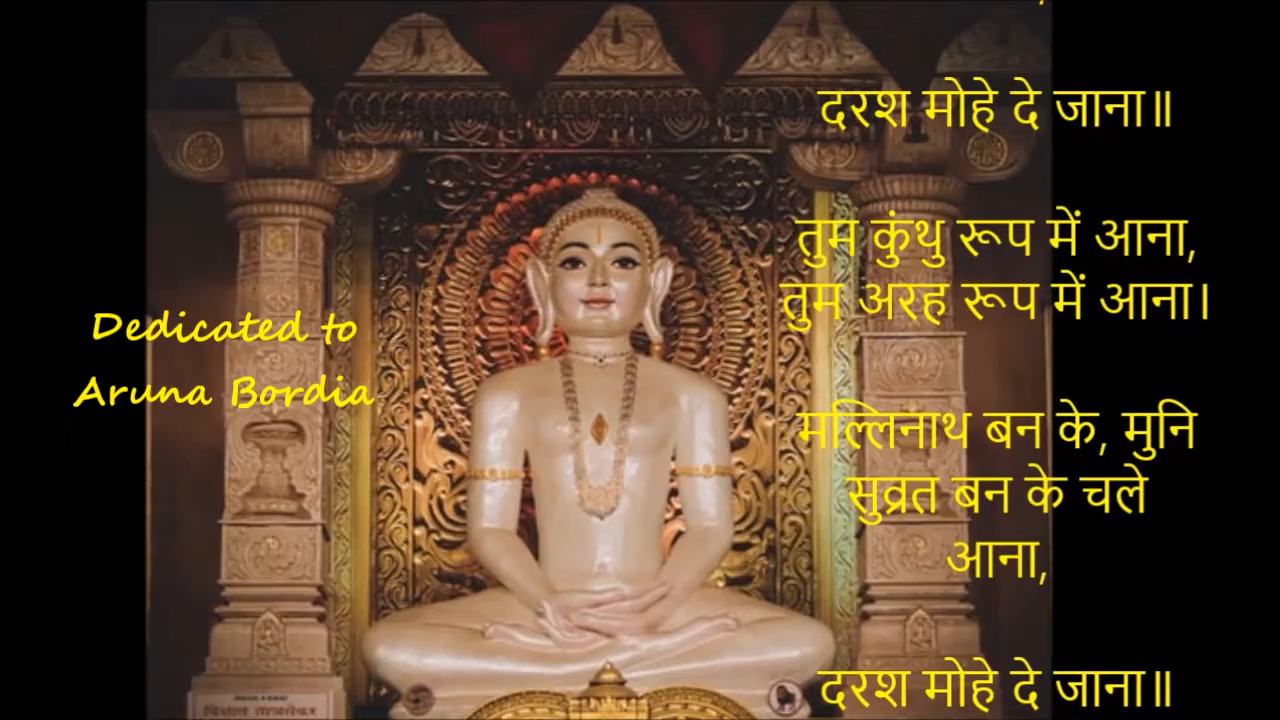 Dedicated to
Aruna Bordia
दरश मोहे दे जाना॥
तुम कुंथु रूप में आना,
तुम अरह रूप में आना।
मल्लिनाथ बन के, मुनि
सुव्रत बन के चले
आना,
दरश मोहे दे जाना॥